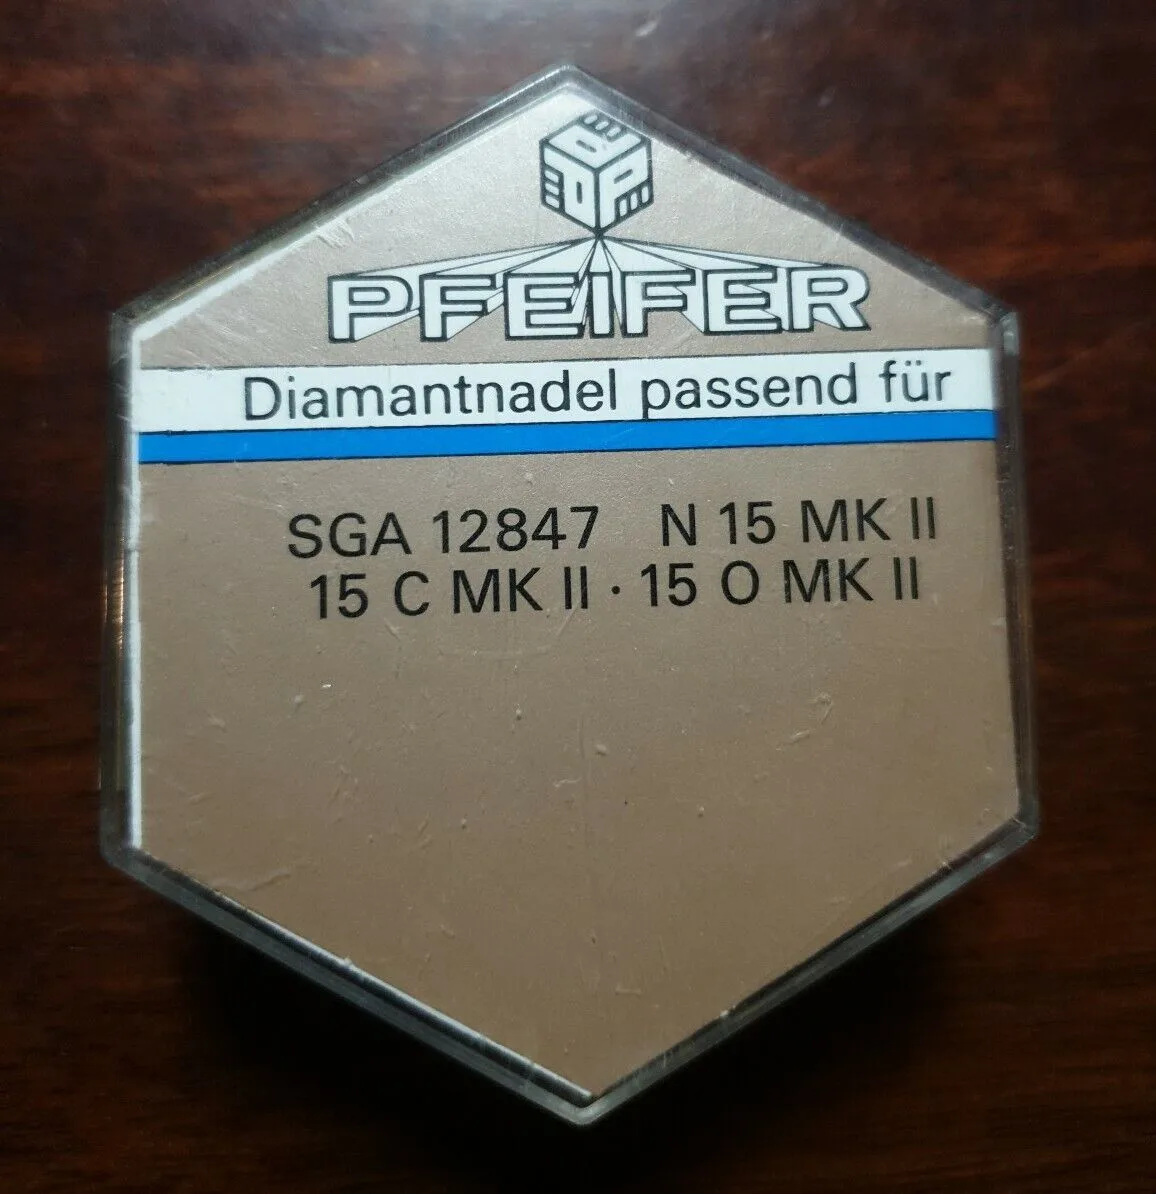 PFEIFER
Diamantnadel passend für
SGA 12847 N 15 MK II
15 C MK II · 15 O MK II